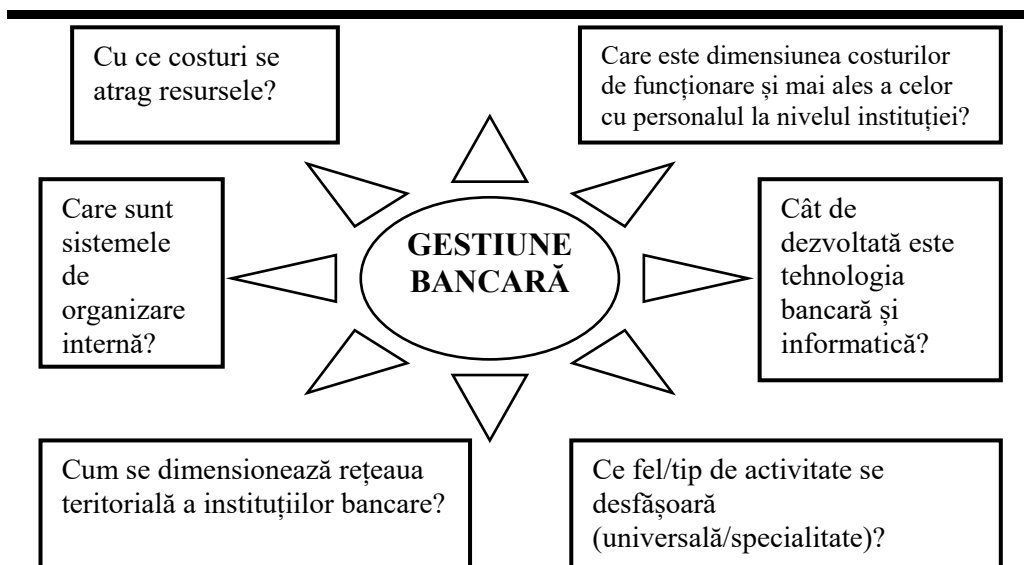 Cu ce costuri se
atrag resursele?
Care este dimensiunea costurilor
de funcționare și mai ales a celor
cu personalul la nivelul instituției?
Care sunt
sistemele
de
organizare
internă?
GESTIUNE
BANCARĂ
Cât de
dezvoltată este
tehnologia
bancară și
informatică?
Cum se dimensionează rețeaua
teritorială a instituțiilor bancare?
Ce fel/tip de activitate se
desfășoară
(universală/specialitate)?